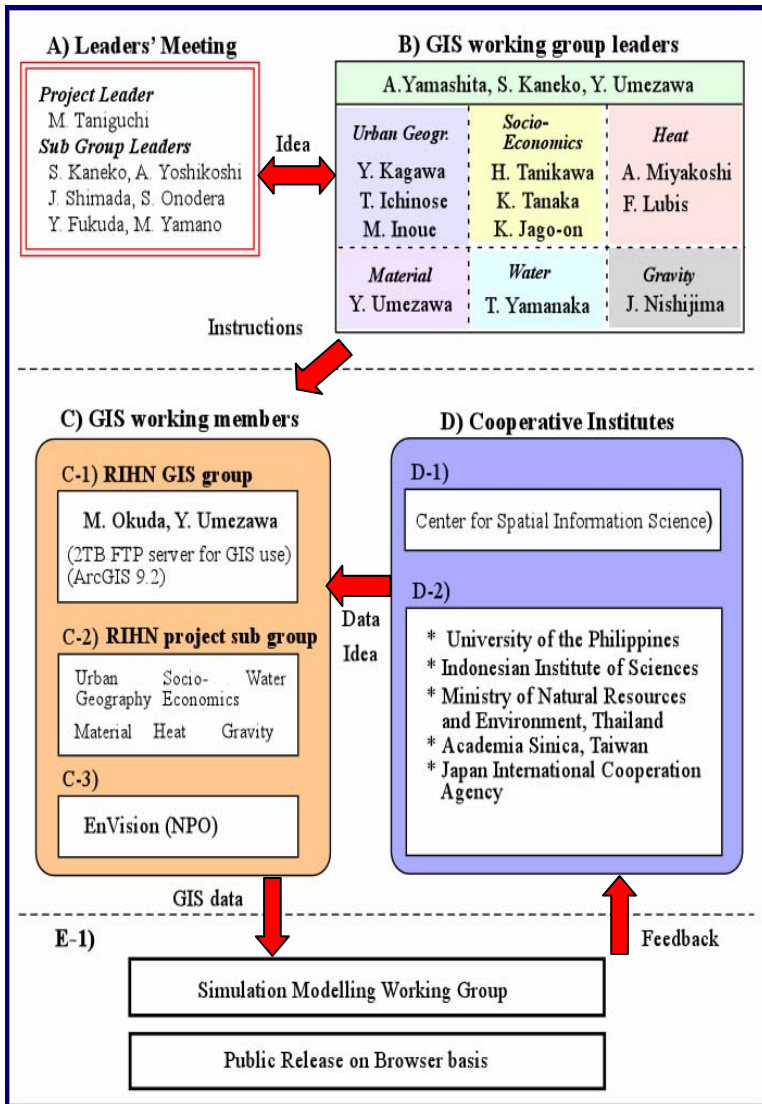 A) Leaders' Meeting
Project Leader
M. Taniguchi
Sub Group Leaders
S. Kaneko, A. Yoshikoshi
J. Shimada, S. Onodera
Y. Fukuda, M. Yamano
Idea
B) GIS working group leaders
A.Yamashita, S. Kaneko, Y. Umezawa
Urban Geogr.
Y. Kagawa
T. Ichinose
M. Inoue
Socio-
Economics
H. Tanikawa
K. Tanaka
K. Jago-on
Heat
A. Miyakoshi
F. Lubis
Material
Y. Umezawa
Water
T. Yamanaka
Gravity
J. Nishijima
Instructions
C) GIS working members
C-1) RIHN GIS group
M. Okuda, Y. Umezawa
(2TB FTP server for GIS use)
(ArcGIS 9.2)
C-2) RIHN project sub group
Urban Socio- Water
Geography Economics
Material Heat Gravity
C-3)
EnVision (NPO)
Data
Idea
D) Cooperative Institutes
D-1)
Center for Spatial Information Science)
D-2)
* University of the Philippines
* Indonesian Institute of Sciences
* Ministry of Natural Resources
and Environment, Thailand
* Academia Sinica, Taiwan
* Japan International Cooperation
Agency
GIS data
Feedback
E-1)
Simulation Modelling Working Group
Public Release on Browser basis